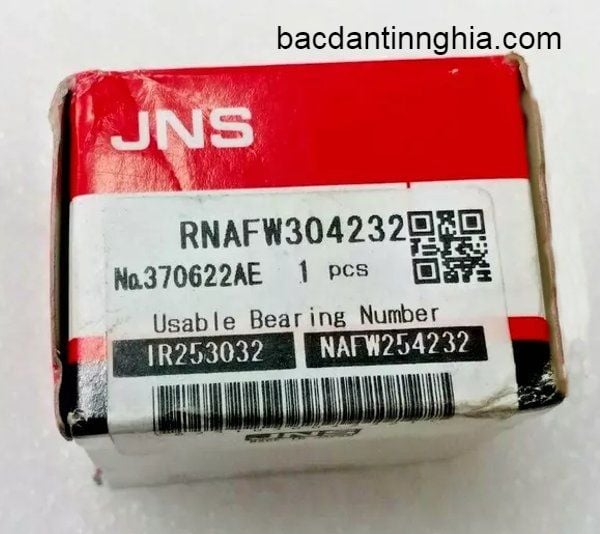 bacdantinnghia.com
JNS
RNAFW304232
No.370622AE 1 pcs
Usable Bearing Number
IR253032 NAFW254232